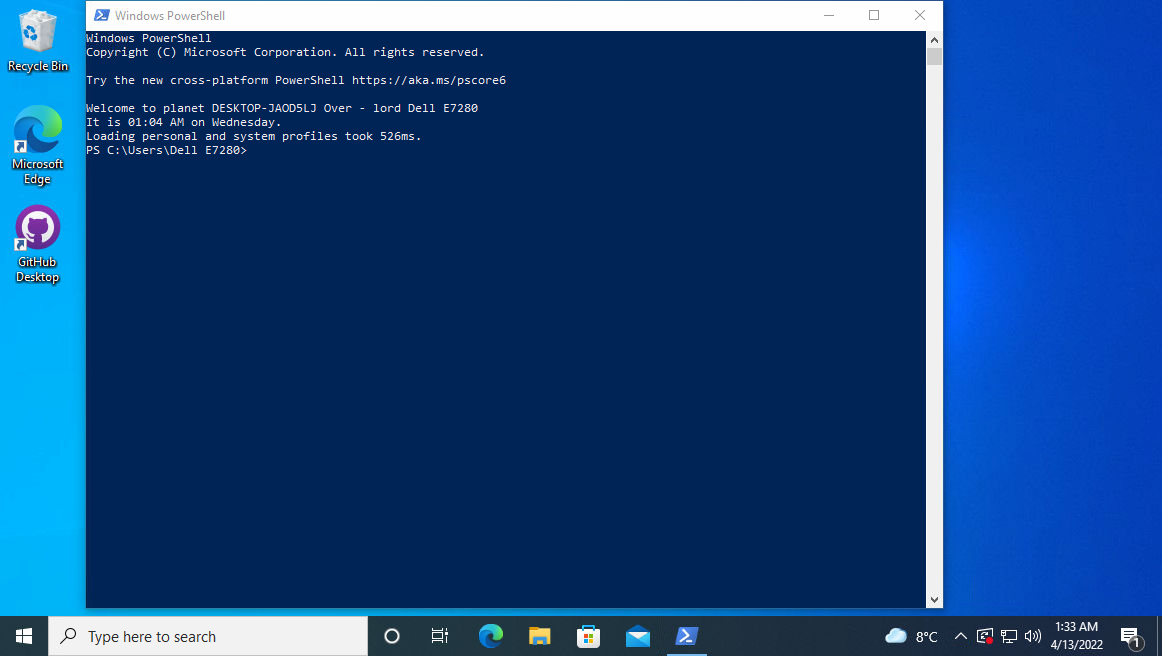 Recycle Bin
Microsoft
Edge
GitHub
Desktop
Windows PowerShell
Windows PowerShell
Copyright (C) Microsoft Corporation. All rights reserved.
Try the new cross-platform PowerShell https://aka.ms/pscore6
Welcome to planet DESKTOP-JAOD5LJ Over - lord Dell E7280
It is 01:04 AM on Wednesday.
Loading personal and system profiles took 526ms.
PS C:\Users\Dell E7280>
Type here to search
8°C
1:33 AM
4/13/2022
1